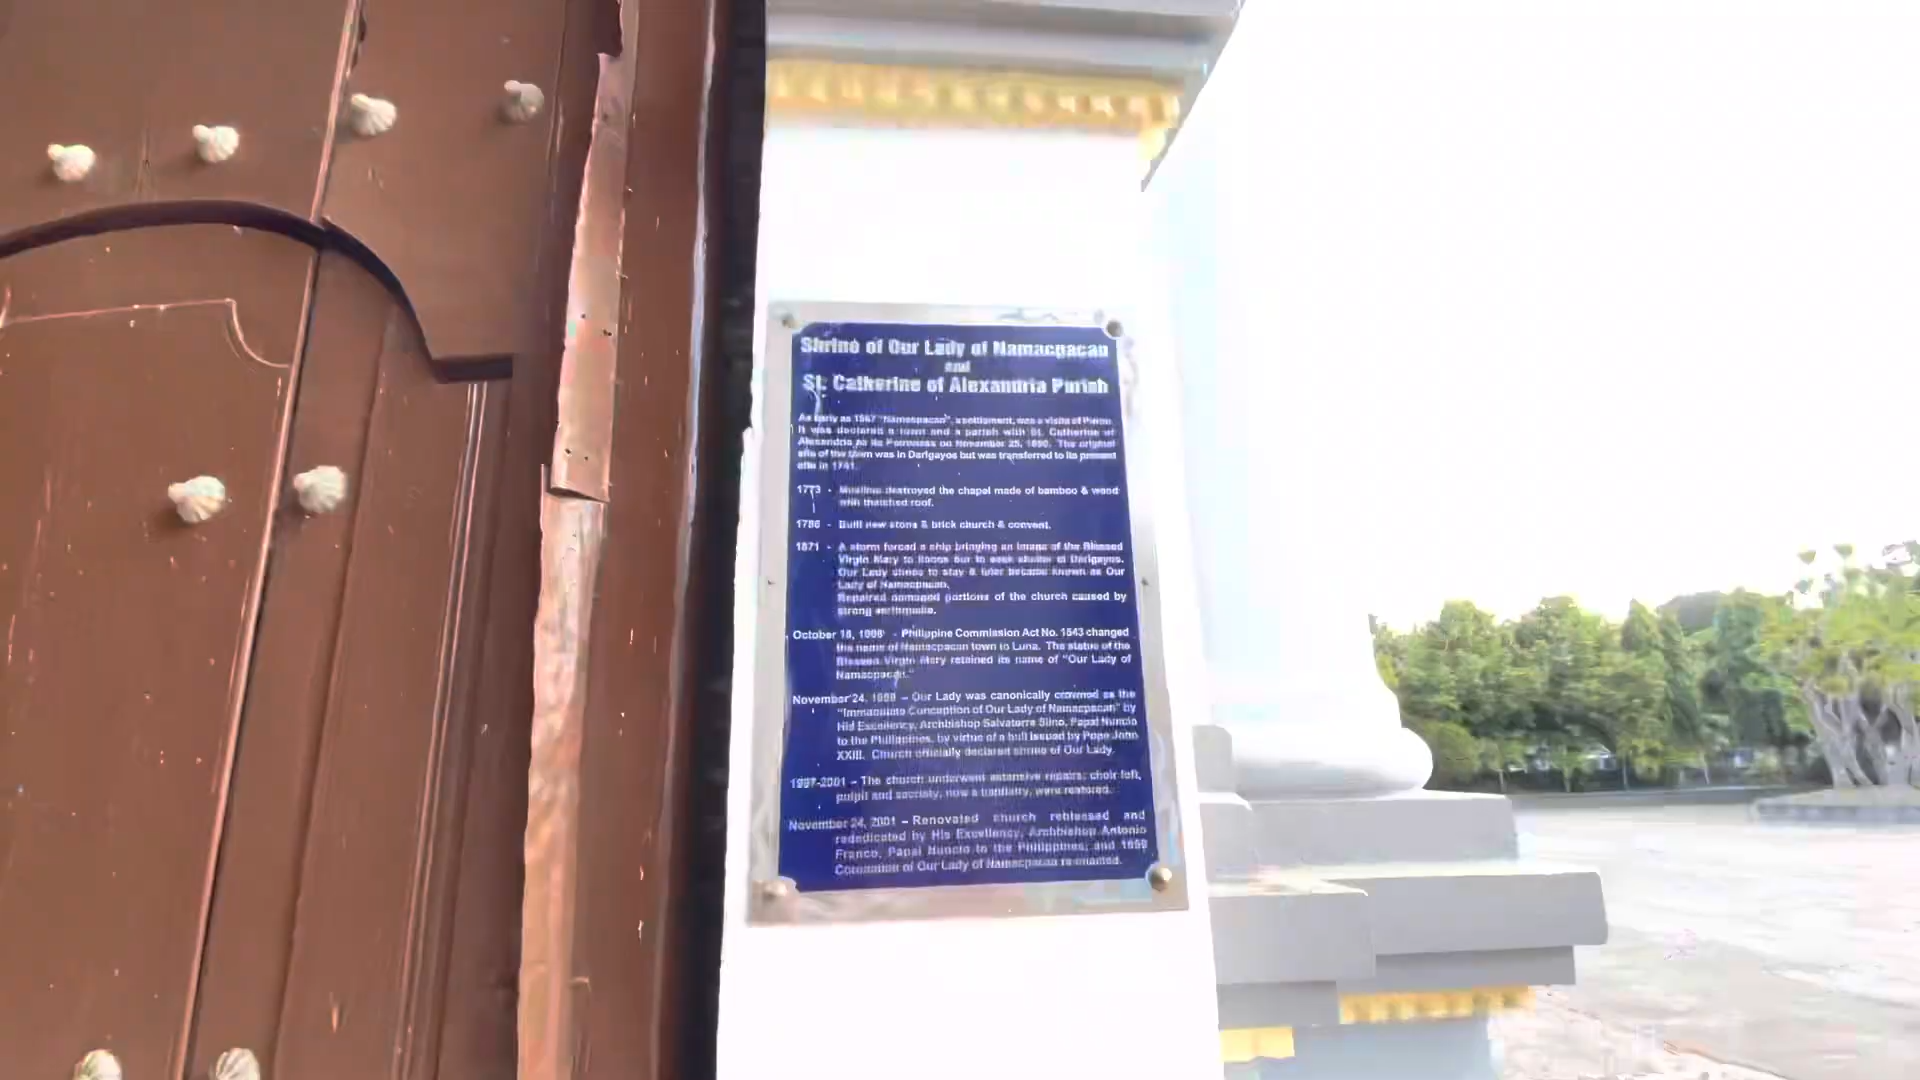 Shrine of Our Lady of Namacpacan
and
St. Catherine of Alexandria Parish
As early as 1567 "Namacpacan", a settlement, was a visita of
It was declared a town and a parish with St. Catherine of
Alexandria as its Patroness on November 25, 1690. The original
site of the town was in Darigayos but was transferred to its present
site in 1741.
1773 - Muslims destroyed the chapel made of bamboo & wood
with thatched roof.
1786 - Built new stone & brick church & convent.
1871 - A storm forced a ship bringing an image of the Blessed
Virgin Mary to Ilocos Sur to seek shelter at Darigayos.
Our Lady chose to stay & later became known as Our
Lady of Namacpacan.
Repaired damaged portions of the church caused by
strong earthquake.
October 18, 1906 - Philippine Commission Act No. 1543 changed
the name of Namacpacan town to Luna. The statue of the
Blessed Virgin Mary retained its name of "Our Lady of
Namacpacan."
November 24, 1959 – Our Lady was canonically crowned as the
"Immaculate Conception of Our Lady of Namacpacan" by
His Excellency, Archbishop Salvatorre Siino, Papal Nuncio
to the Philippines, by virtue of a bull issued by Pope John
XXIII. Church officially declared shrine of Our Lady.
1997-2001 – The church underwent extensive repairs; choir loft,
pulpit and sacristy, now a baptistry, were restored.
November 24, 2001 – Renovated church reblessed and
rededicated by His Excellency, Archbishop Antonio
Franco, Papal Nuncio to the Philippines; and 1959
Coronation of Our Lady of Namacpacan re-enacted.